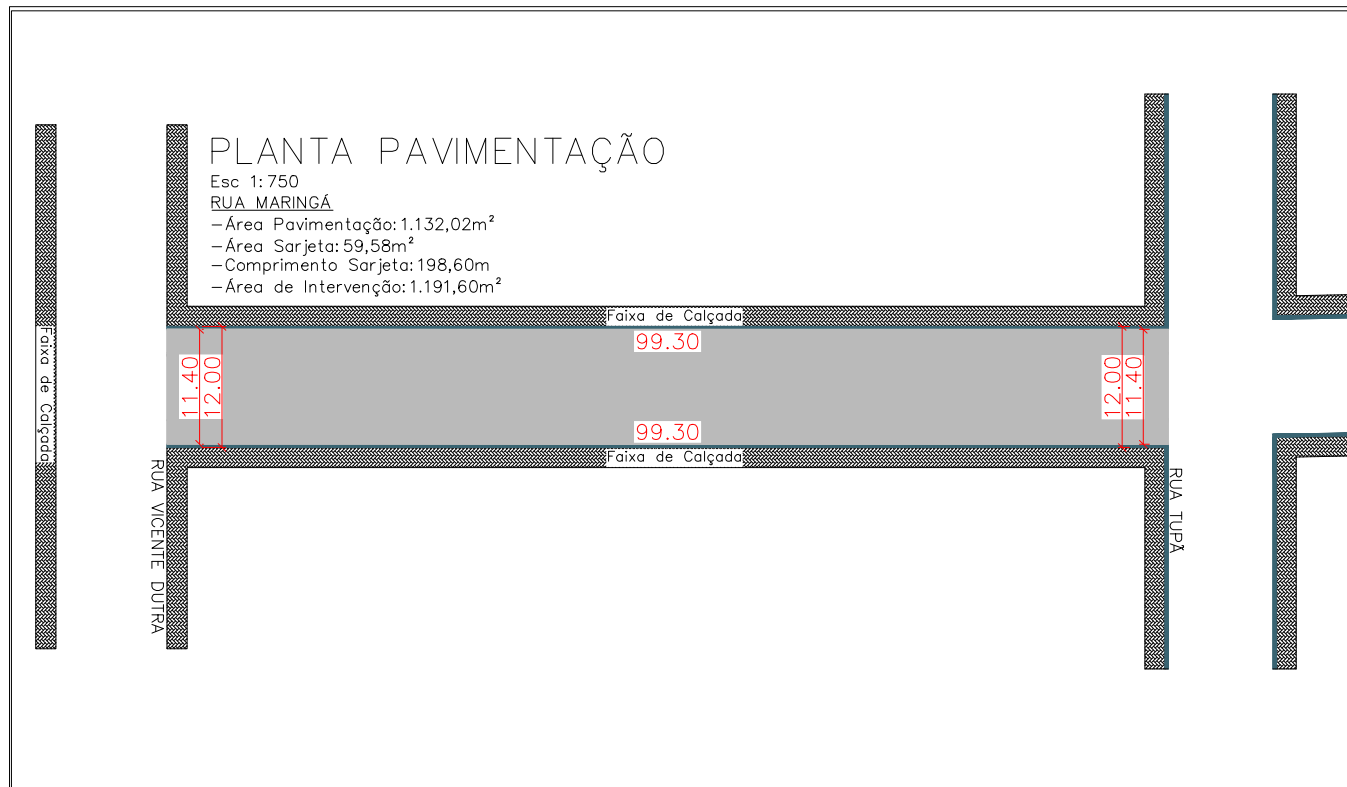 PLANTA PAVIMENTAÇÃO
Esc 1:750
RUA MARINGÁ
-Área Pavimentação:1.132,02m²
-Área Sarjeta:59,58m²
-Comprimento Sarjeta:198,60m
-Área de Intervenção:1.191,60m²
Faixa de Calçada
99.30
Faixa de Calçada
11.40
12.00
12.00
11.40
99.30
Faixa de Calçada
RUA VICENTE DUTRA
RUA TUPÃ